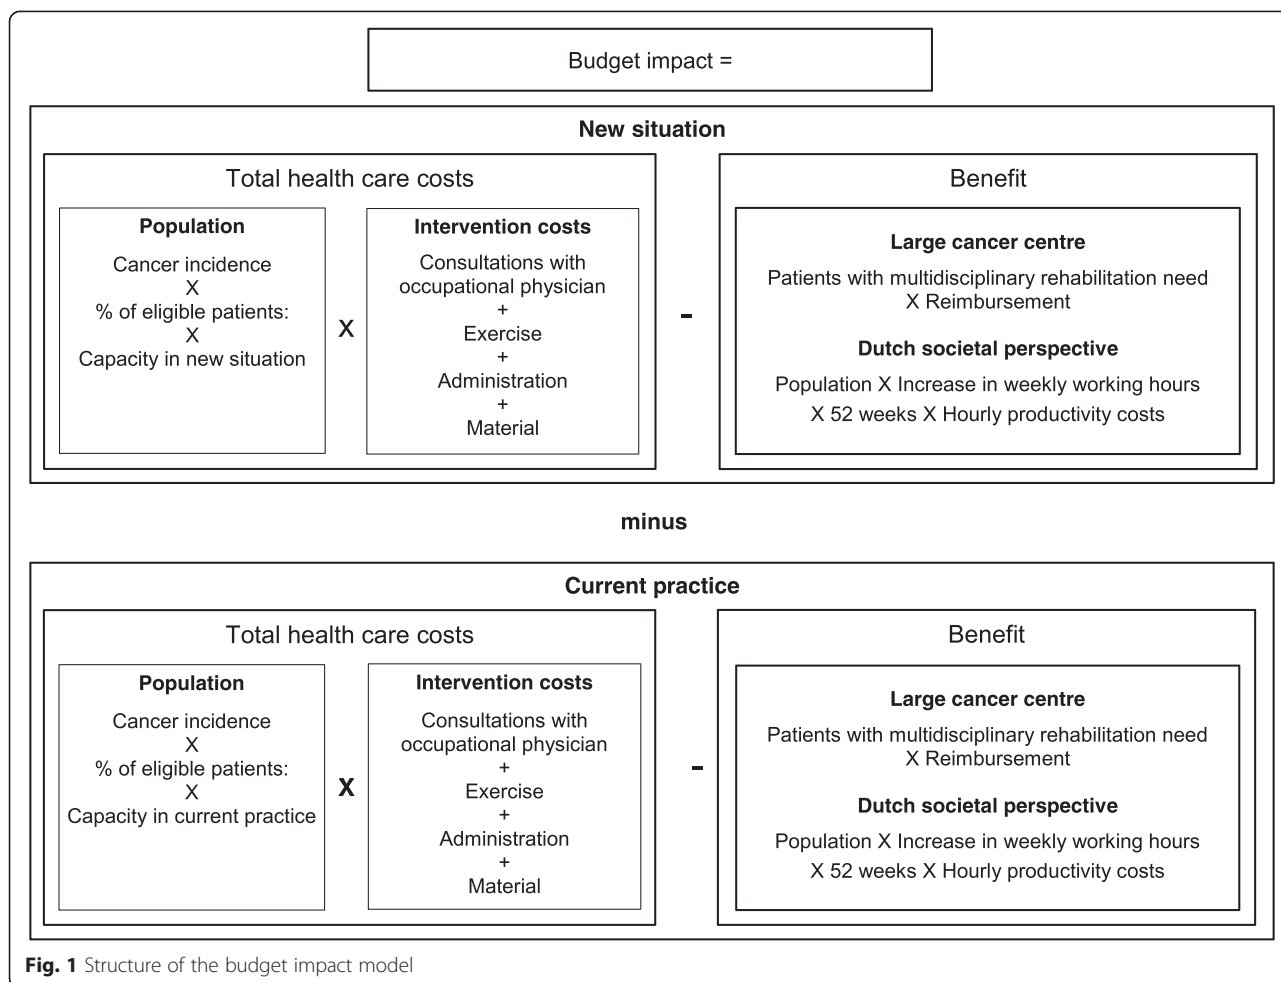 Budget impact =
New situation
Total health care costs
Population
Cancer incidence
X
% of eligible patients:
X
Capacity in new situation
X
Intervention costs
Consultations with
occupational physician
+
Exercise
+
Administration
+
Material
-
Benefit
Large cancer centre
Patients with multidisciplinary rehabilitation need
X Reimbursement
Dutch societal perspective
Population X Increase in weekly working hours
X 52 weeks X Hourly productivity costs
minus
Current practice
Total health care costs
Population
Cancer incidence
X
% of eligible patients:
X
Capacity in current practice
X
Intervention costs
Consultations with
occupational physician
+
Exercise
+
Administration
+
Material
-
Benefit
Large cancer centre
Patients with multidisciplinary rehabilitation need
X Reimbursement
Dutch societal perspective
Population X Increase in weekly working hours
X 52 weeks X Hourly productivity costs
Fig. 1 Structure of the budget impact model